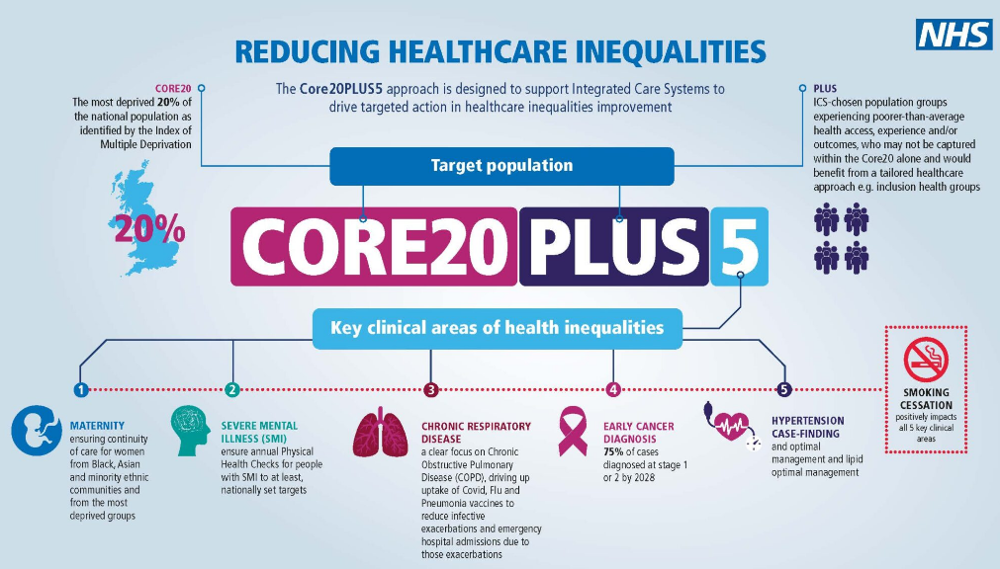 NHS
REDUCING HEALTHCARE INEQUALITIES
The Core20PLUS5 approach is designed to support Integrated Care Systems to
drive targeted action in healthcare inequalities improvement
CORE20
The most deprived 20% of
the national population as
identified by the Index of
Multiple Deprivation
20%
PLUS
ICS-chosen population groups
experiencing poorer-than-average
health access, experience and/or
outcomes, who may not be captured
within the Core20 alone and would
benefit from a tailored healthcare
approach e.g. inclusion health groups
Target population
CORE20 PLUS 5
Key clinical areas of health inequalities
1
MATERNITY
ensuring continuity
of care for women
from Black, Asian
and minority ethnic
communities and
from the most
deprived groups
2
SEVERE MENTAL
ILLNESS (SMI)
ensure annual Physical
Health Checks for people
with SMI to at least,
nationally set targets
3
CHRONIC RESPIRATORY
DISEASE
a clear focus on Chronic
Obstructive Pulmonary
Disease (COPD), driving up
uptake of Covid, Flu and
Pneumonia vaccines to
reduce infective
exacerbations and emergency
hospital admissions due to
those exacerbations
4
EARLY CANCER
DIAGNOSIS
75% of cases
diagnosed at stage 1
or 2 by 2028
5
HYPERTENSION
CASE-FINDING
and optimal
management and lipid
optimal management
SMOKING
CESSATION
positively impacts
all 5 key clinical
areas